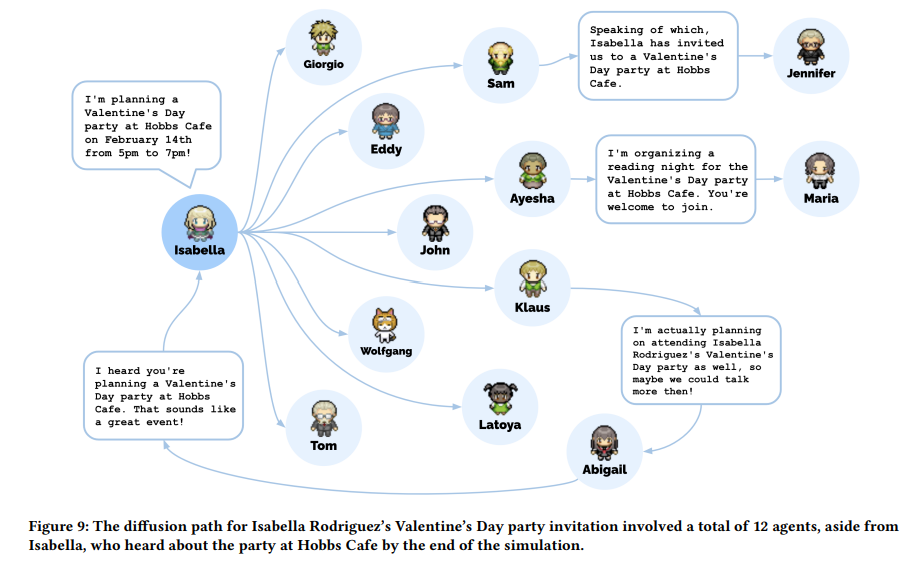 Giorgio
Speaking of which,
Isabella has invited
us to a Valentine's
Day party at Hobbs
Cafe.
Sam
Jennifer
I'm planning a
Valentine's Day
party at Hobbs Cafe
on February 14th
from 5pm to 7pm!
Eddy
I'm organizing a
reading night for the
Valentine's Day party
at Hobbs Cafe. You're
welcome to join.
Ayesha
Maria
Isabella
John
Klaus
I'm actually planning
on attending Isabella
Rodriguez's Valentine's
Day party as well, so
maybe we could talk
more then!
Wolfgang
I heard you're
planning a Valentine's
Day party at Hobbs
Cafe. That sounds like
a great event!
Latoya
Tom
Abigail
Figure 9: The diffusion path for Isabella Rodriguez's Valentine's Day party invitation involved a total of 12 agents, aside from
Isabella, who heard about the party at Hobbs Cafe by the end of the simulation.